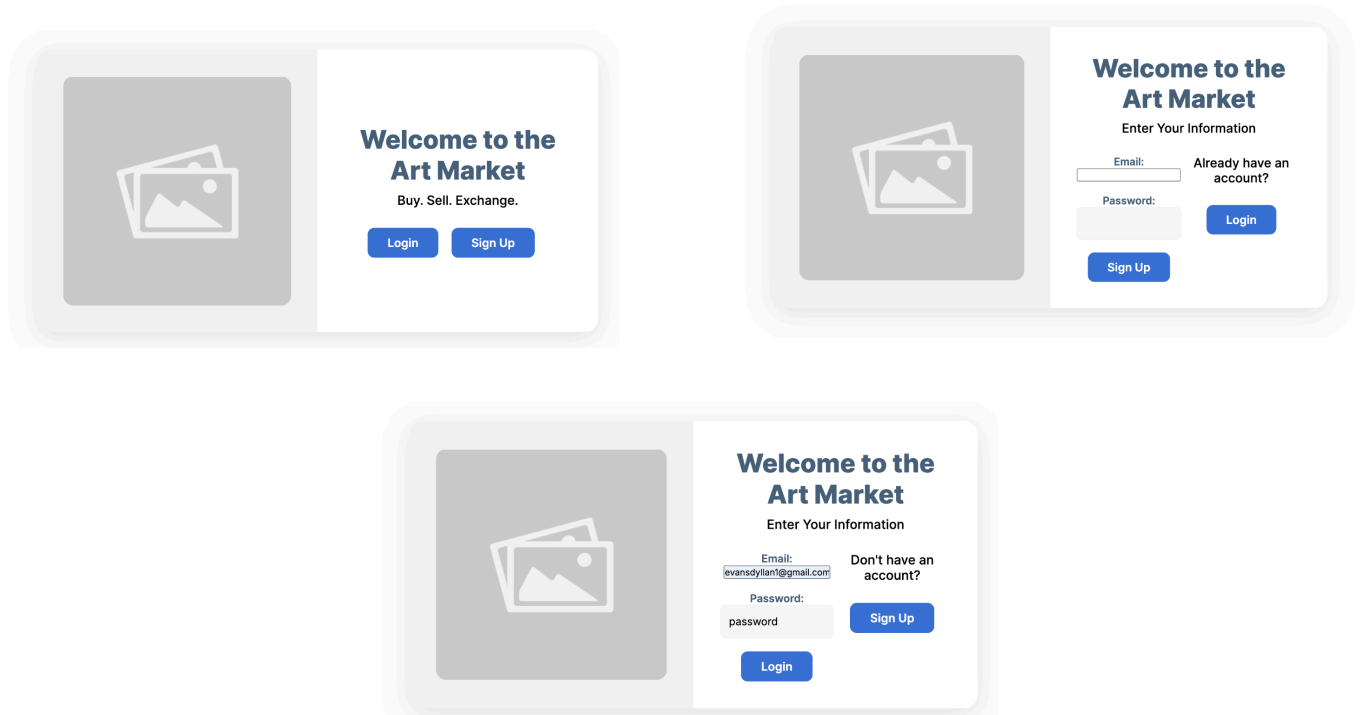 Welcome to the
Art Market
Buy. Sell. Exchange.
Login
Sign Up
Welcome to the
Art Market
Enter Your Information
Email:
Password:
Sign Up
Already have an
account?
Login
Welcome to the
Art Market
Enter Your Information
Email:
evansdyllan1@gmail.com
Password:
password
Login
Don't have an
account?
Sign Up